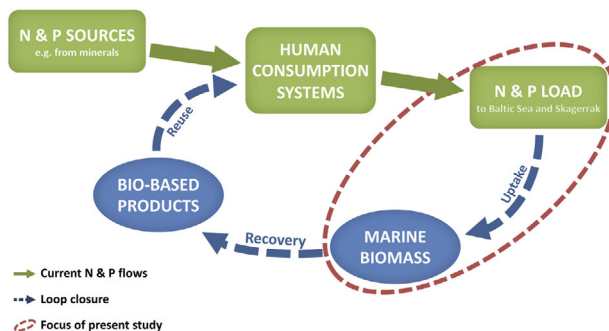 N & P SOURCES
e.g. from minerals
HUMAN
CONSUMPTION
SYSTEMS
N & P LOAD
to Baltic Sea and Skagerrak
Reuse
Uptake
BIO-BASED
PRODUCTS
Recovery
MARINE
BIOMASS
Current N & P flows
Loop closure
Focus of present study